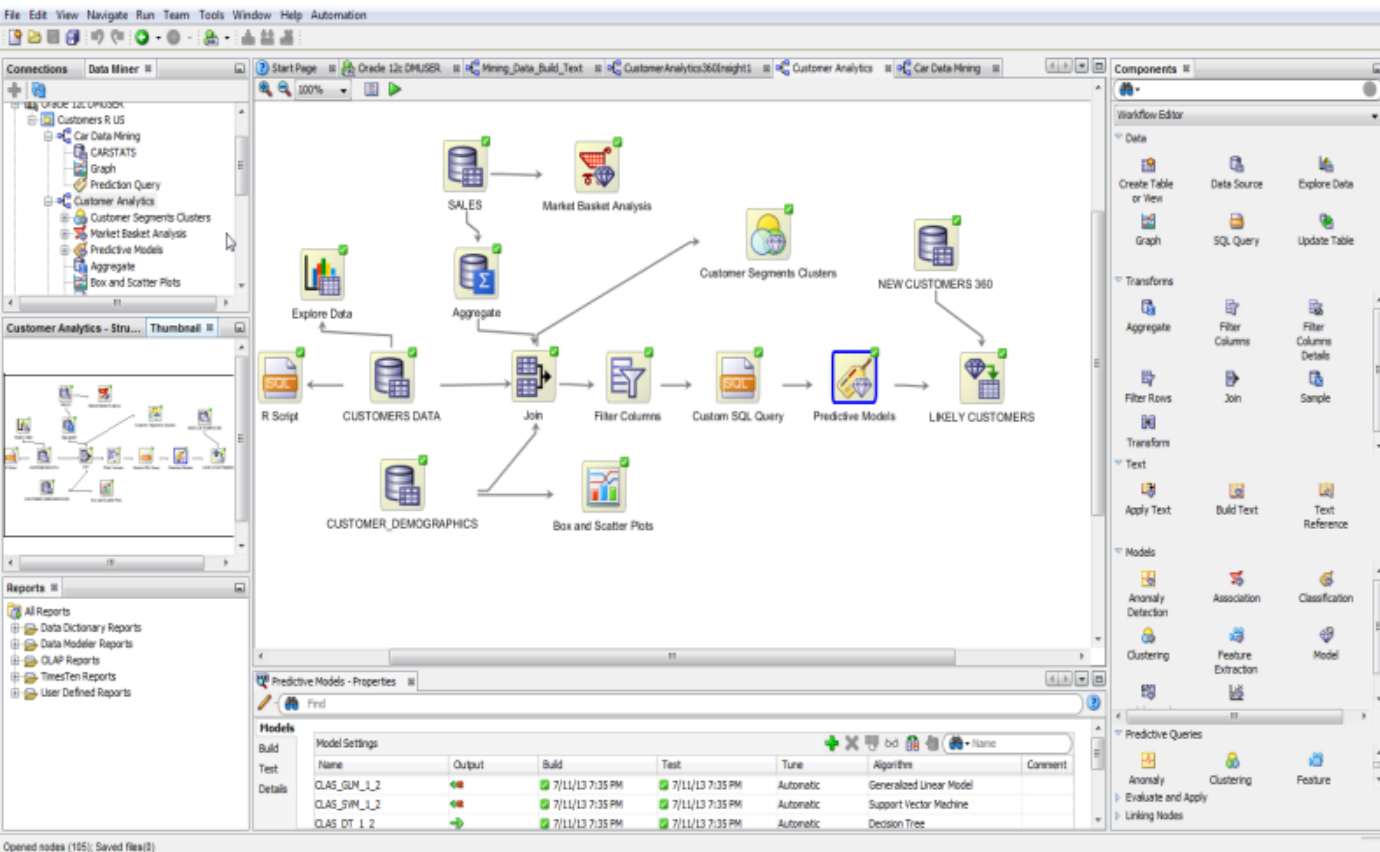 File Edit View Navigate Run Team Tools Window Help Automation
Connections Data Miner
Oracle 12c DMUSER
Customers R US
Car Data Mining
CARSTATS
Graph
Prediction Query
Customer Analytics
Customer Segments Clusters
Market Basket Analysis
Predictive Models
Aggregate
Box and Scatter Plots
Customer Analytics - Stru... Thumbnail
Reports
All Reports
Data Dictionary Reports
Data Modeler Reports
OLAP Reports
TimesTen Reports
User Defined Reports
Start Page Oracle 12c DMUSER Mining_Data_Build_Text CustomerAnalytics360Insight1 Customer Analytics Car Data Mining
100%
SALES
Market Basket Analysis
Customer Segments Clusters
NEW CUSTOMERS 360
Explore Data
Aggregate
SQL
R Script
CUSTOMERS DATA
Join
Filter Columns
SQL
Custom SQL Query
Predictive Models
LIKELY CUSTOMERS
CUSTOMER_DEMOGRAPHICS
Box and Scatter Plots
Predictive Models - Properties
Find
Models
Build
Test
Details
Model Settings
Name
Name Output Build Test Tune Algorithm Comment
CLAS_GLM_1_2 7/11/13 7:35 PM 7/11/13 7:35 PM Automatic Generalized Linear Model
CLAS_SVM_1_2 7/11/13 7:35 PM 7/11/13 7:35 PM Automatic Support Vector Machine
CLAS_DT_1_2 7/11/13 7:35 PM 7/11/13 7:35 PM Automatic Decision Tree
Components
Workflow Editor
Data
Create Table
or View
Data Source
Explore Data
Graph
SQL Query
Update Table
Transforms
Aggregate
Filter
Columns
Filter
Columns
Details
Filter Rows
Join
Sample
Transform
Text
Apply Text
Build Text
Text
Reference
Models
Anomaly
Detection
Association
Classification
Clustering
Feature
Extraction
Model
Predictive Queries
Anomaly
Clustering
Feature
Evaluate and Apply
Linking Nodes
Opened nodes (105); Saved files(0)